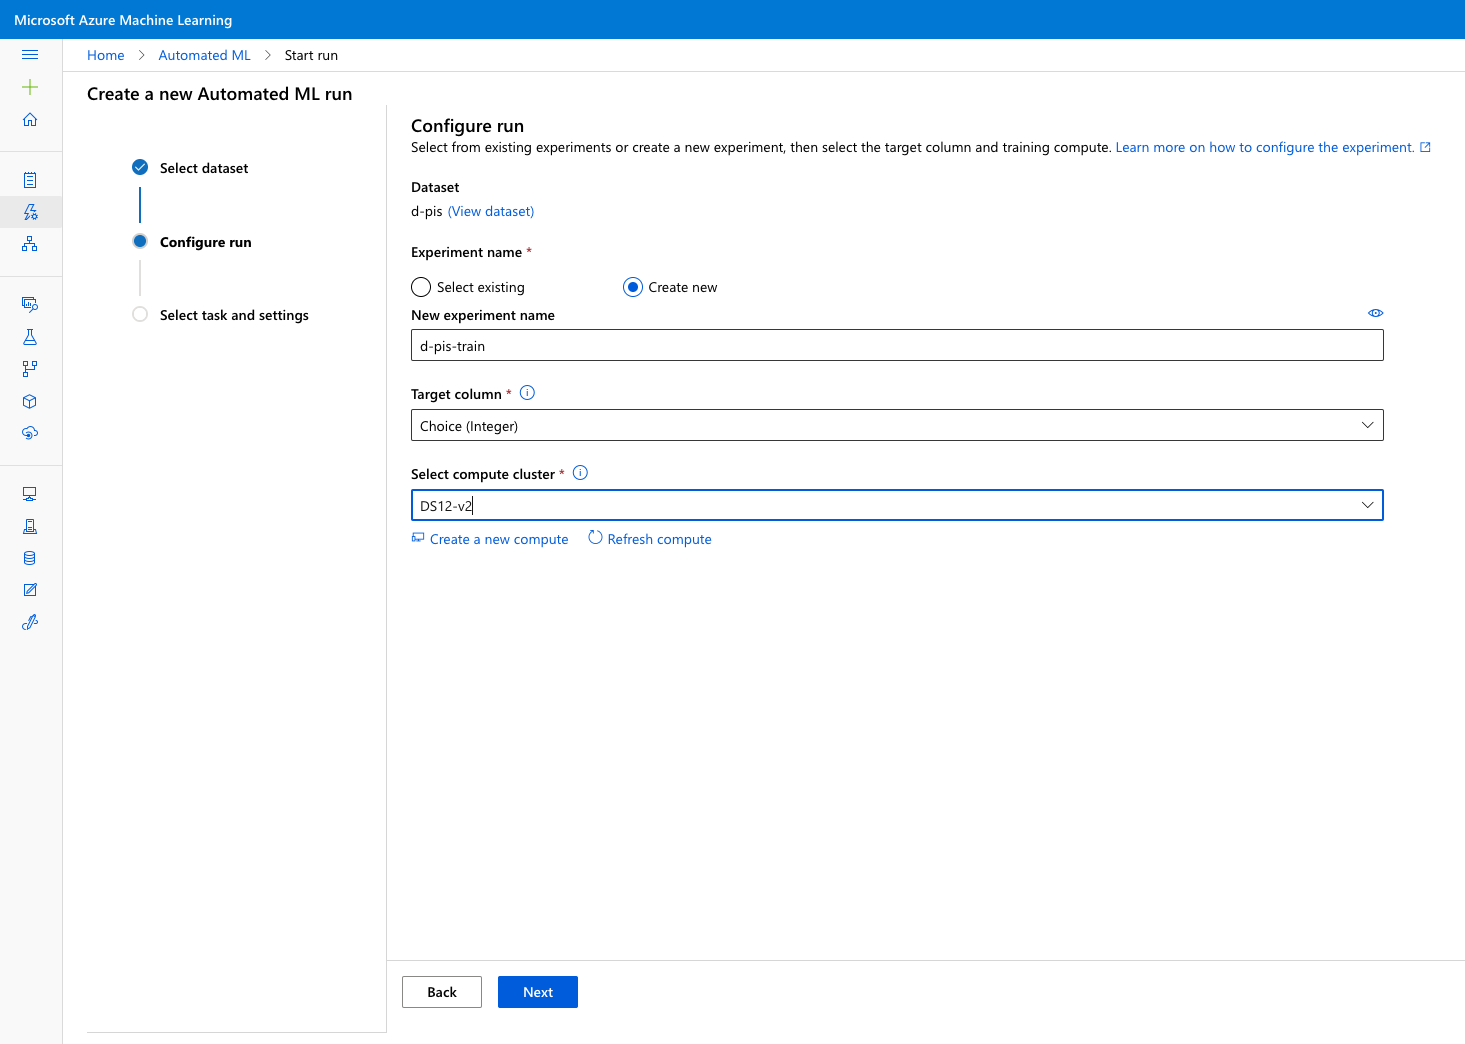 Microsoft Azure Machine Learning
Home > Automated ML > Start run
Create a new Automated ML run
Select dataset
Configure run
Select task and settings
Configure run
Select from existing experiments or create a new experiment, then select the target column and training compute. Learn more on how to configure the experiment.
Dataset
d-pis (View dataset)
Experiment name *
Select existing Create new
New experiment name
d-pis-train
Target column *
Choice (Integer)
Select compute cluster *
DS12-v2
Create a new compute Refresh compute
Back Next